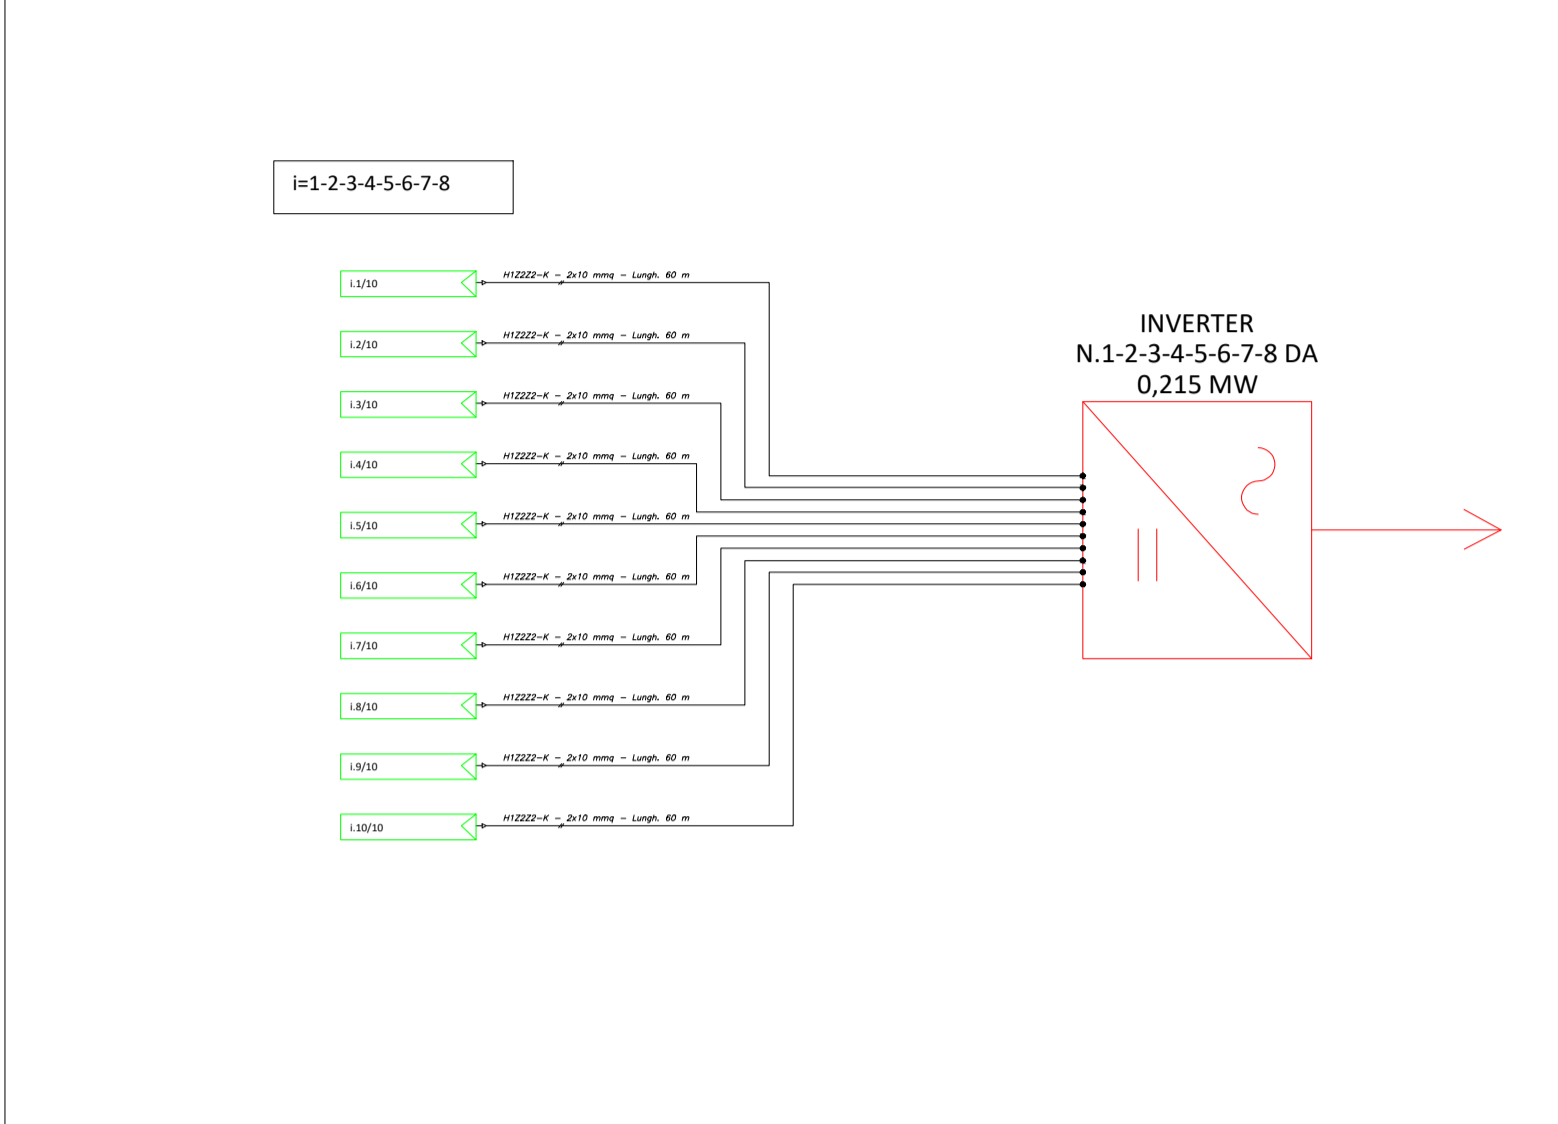 i=1-2-3-4-5-6-7-8
i.1/10
H1Z2Z2-K - 2x10 mmq - Lungh. 60 m
i.2/10
H1Z2Z2-K - 2x10 mmq - Lungh. 60 m
i.3/10
H1Z2Z2-K - 2x10 mmq - Lungh. 60 m
i.4/10
H1Z2Z2-K - 2x10 mmq - Lungh. 60 m
i.5/10
H1Z2Z2-K - 2x10 mmq - Lungh. 60 m
i.6/10
H1Z2Z2-K - 2x10 mmq - Lungh. 60 m
i.7/10
H1Z2Z2-K - 2x10 mmq - Lungh. 60 m
i.8/10
H1Z2Z2-K - 2x10 mmq - Lungh. 60 m
i.9/10
H1Z2Z2-K - 2x10 mmq - Lungh. 60 m
i.10/10
H1Z2Z2-K - 2x10 mmq - Lungh. 60 m
INVERTER
N.1-2-3-4-5-6-7-8 DA
0,215 MW